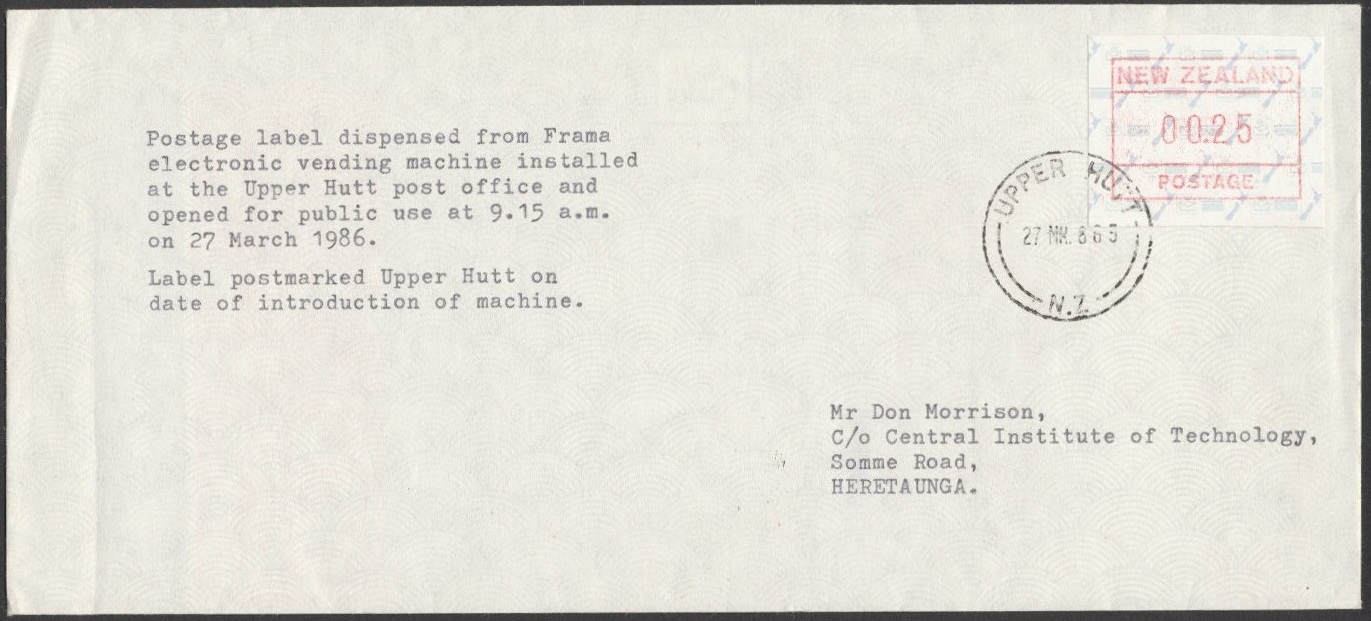 Postage label dispensed from Frama
electronic vending machine installed
at the Upper Hutt post office and
opened for public use at 9.15 a.m.
on 27 March 1986.
Label postmarked Upper Hutt on
date of introduction of machine.
NEW ZEALAND
00.25
POSTAGE
UPPER HUTT
27 MR. 86 5
N.Z.
Mr Don Morrison,
C/o Central Institute of Technology,
Somme Road,
HERETAUNGA.